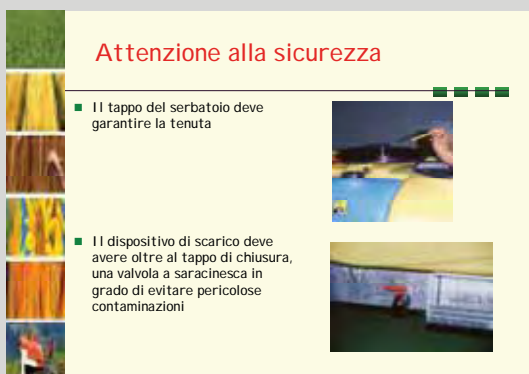 Attenzione alla sicurezza
Il tappo del serbatoio deve
garantire la tenuta
Il dispositivo di scarico deve
avere oltre al tappo di chiusura,
una valvola a saracinesca in
grado di evitare pericolose
contaminazioni